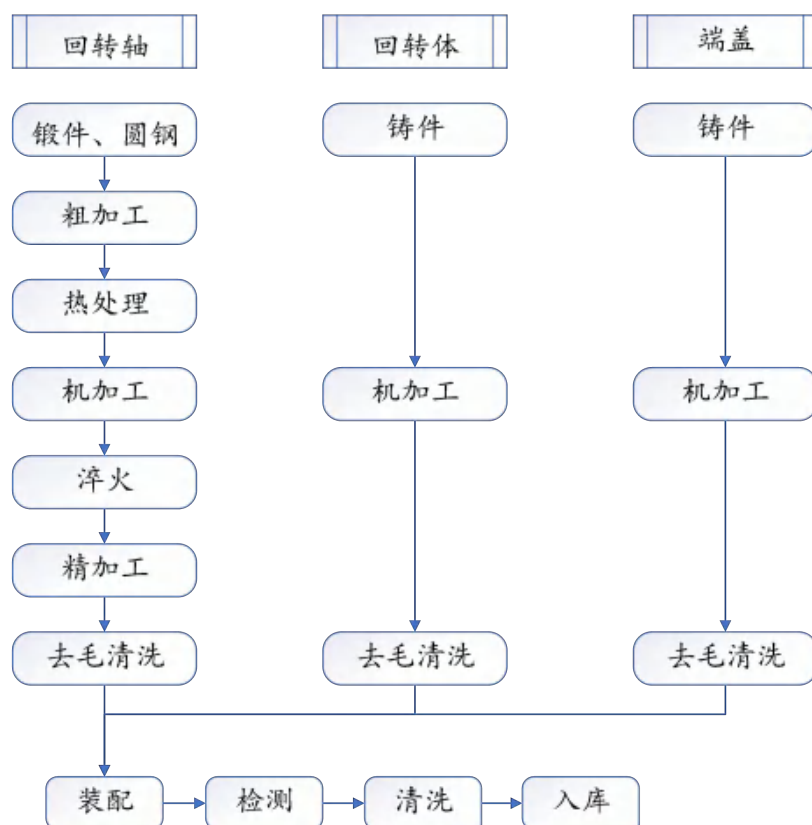 回转轴
回转体
端盖
锻件、圆钢
铸件
铸件
粗加工
热处理
机加工
机加工
机加工
淬火
精加工
去毛清洗
去毛清洗
去毛清洗
装配
检测
清洗
入库